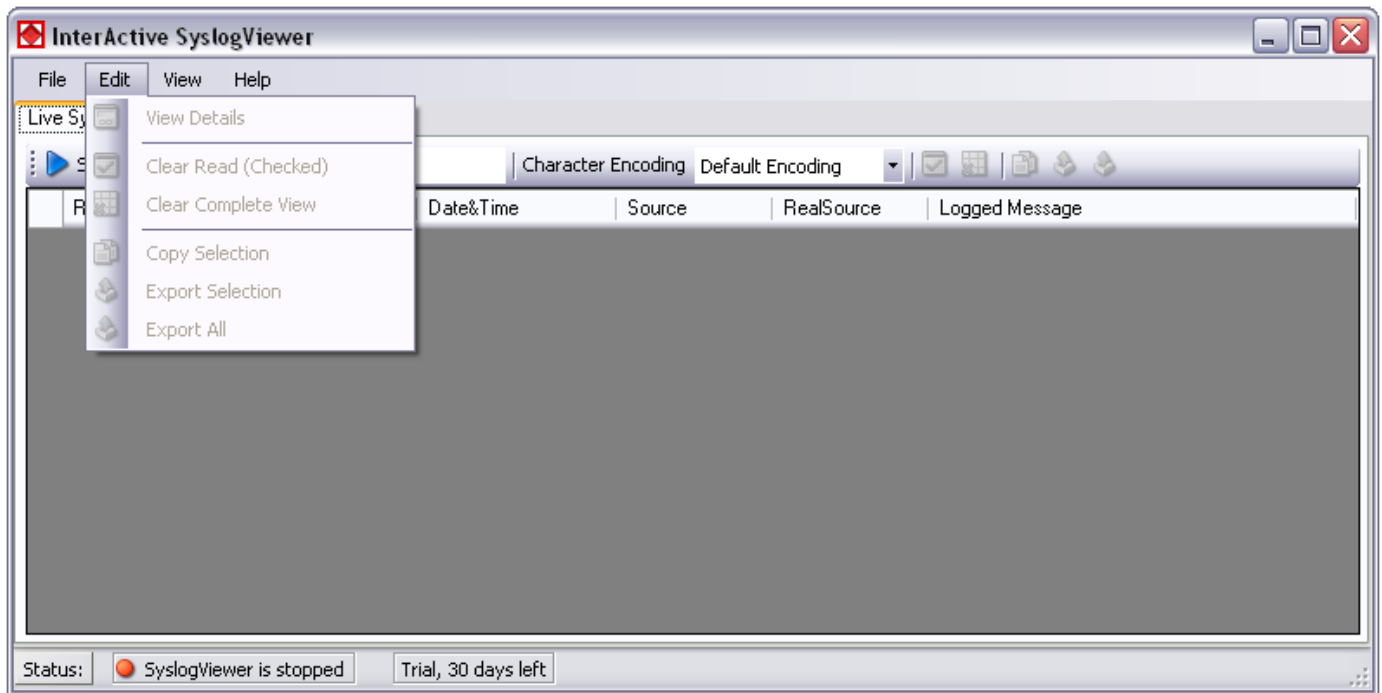 InterActive SyslogViewer
File Edit View Help
Live Sy
View Details
Clear Read (Checked)
Character Encoding Default Encoding
Clear Complete View
Date&Time Source RealSource Logged Message
Copy Selection
Export Selection
Export All
Status: SyslogViewer is stopped Trial, 30 days left